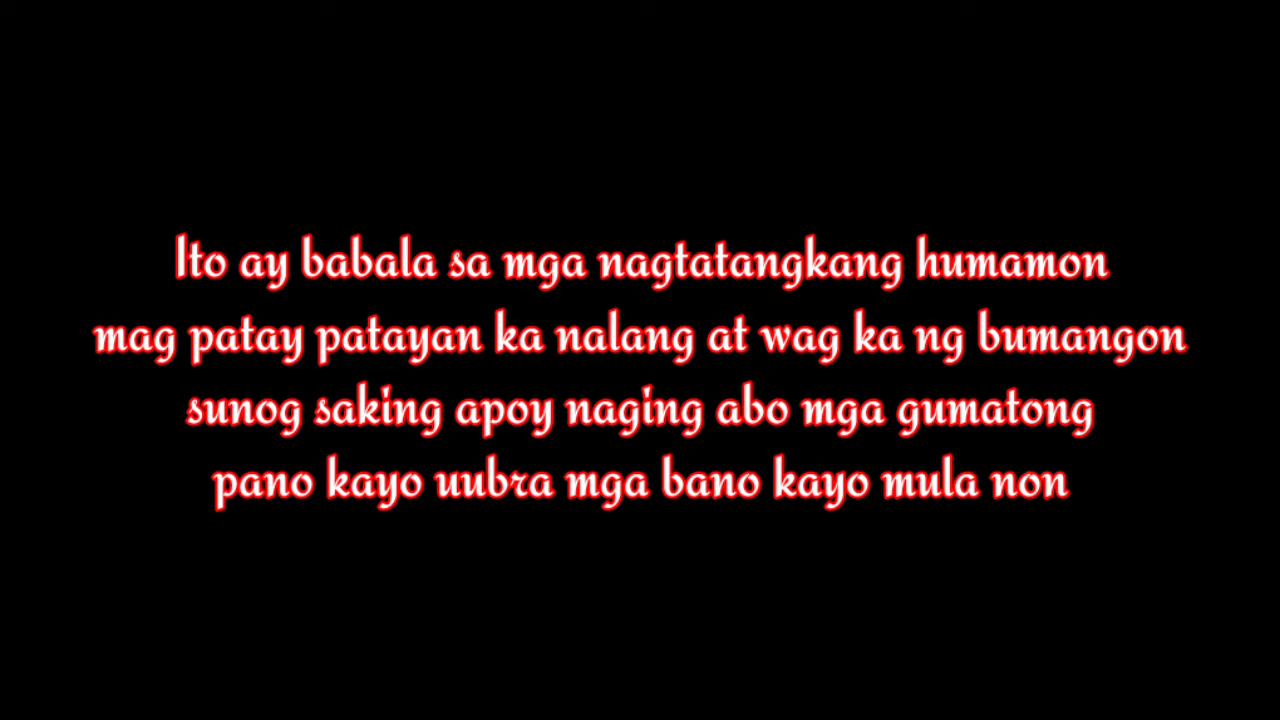 Ito ay babala sa mga nagtatangkang humamon
mag patay patayan ka nalang at wag ka ng bumangon
sunog saking apoy naging abo mga gumatong
pano kayo uubra mga bano kayo mula non